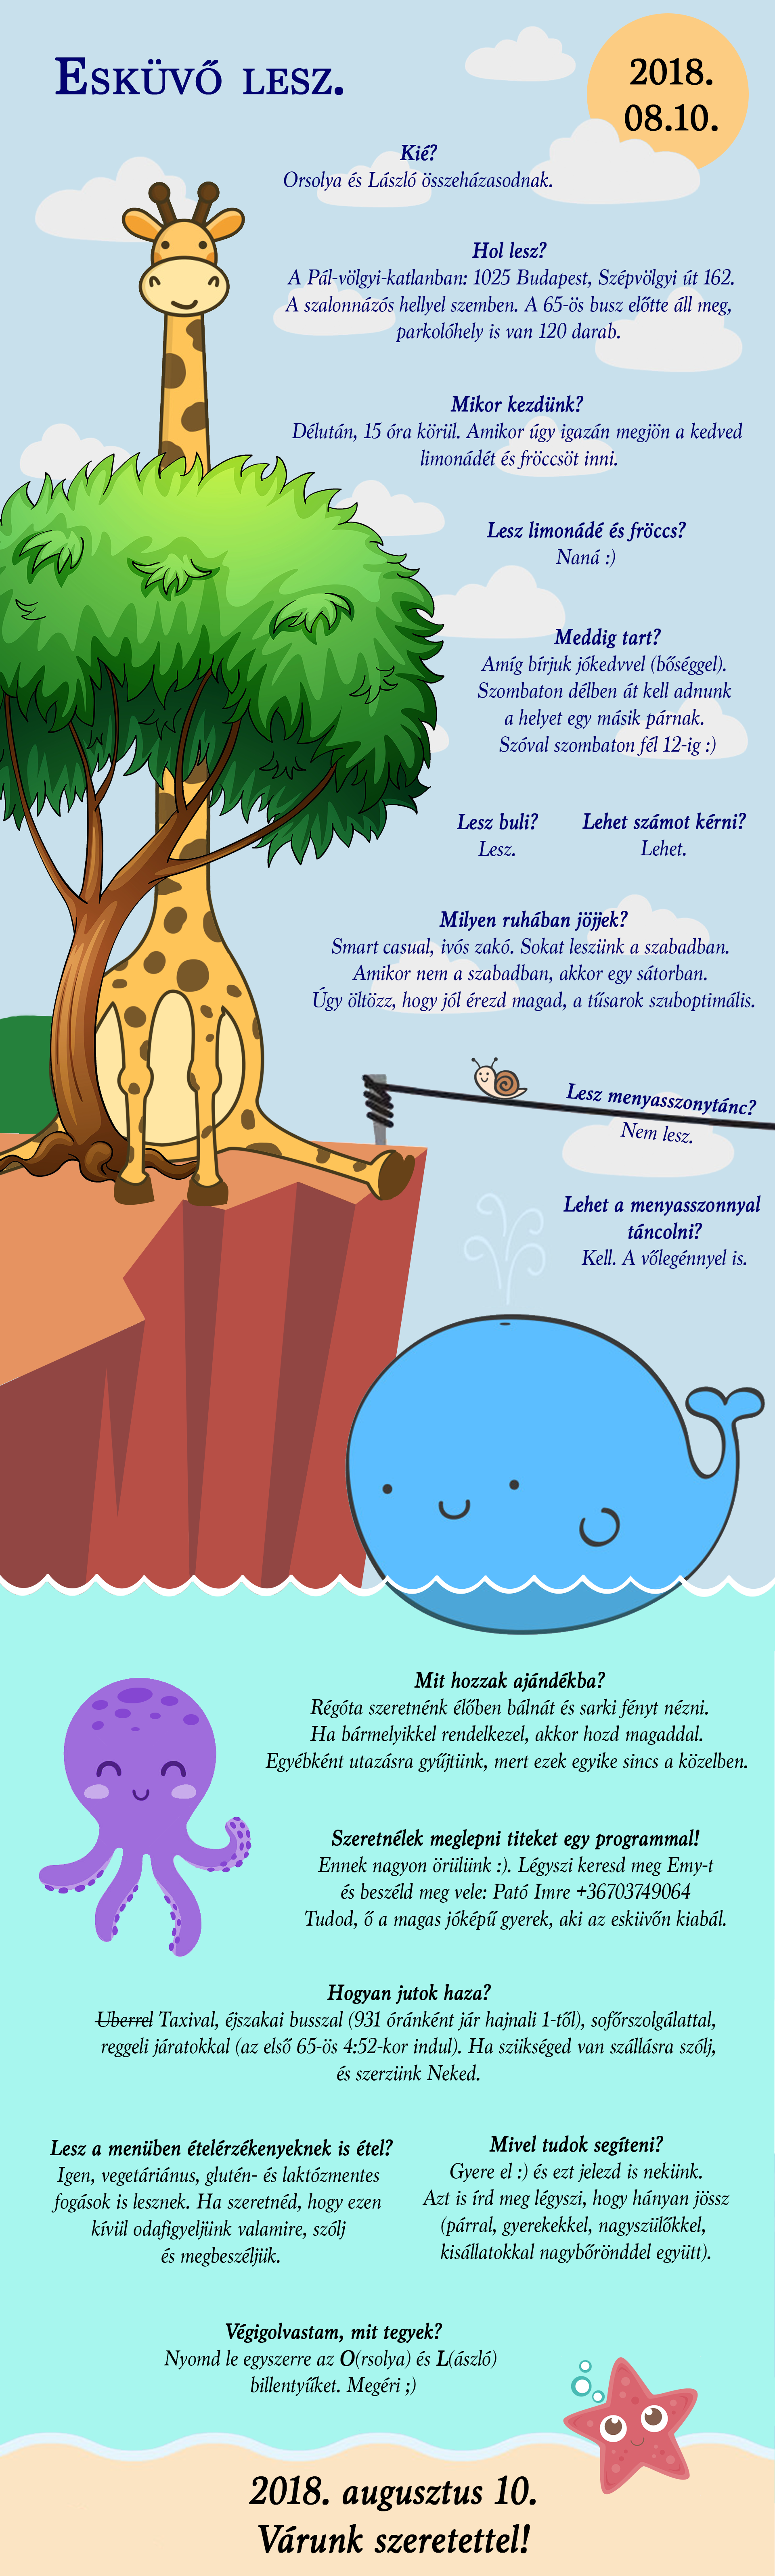 Esküvő lesz.
2018.
08.10.
Kié?
Orsolya és László összeházasodnak.
Hol lesz?
A Pál-völgyi-katlanban: 1025 Budapest, Szépvölgyi út 162.
A szalonnázós hellyel szemben. A 65-ös busz előtte áll meg,
parkolóhely is van 120 darab.
Mikor kezdünk?
Délután, 15 óra körül. Amikor úgy igazán megjön a kedved
limonádét és fröccsöt inni.
Lesz limonádé és fröccs?
Naná :)
Meddig tart?
Amíg bírjuk jókedvvel (bőséggel).
Szombaton délben át kell adnunk
a helyet egy másik párnak.
Szóval szombaton fél 12-ig :)
Lesz buli?
Lesz.
Lehet számot kérni?
Lehet.
Milyen ruhában jöjjek?
Smart casual, ivós zakó. Sokat leszünk a szabadban.
Amikor nem a szabadban, akkor egy sátorban.
Úgy öltözz, hogy jól érezd magad, a tűsarok szuboptimális.
Lesz menyasszonytánc?
Nem lesz.
Lehet a menyasszonnyal
táncolni?
Kell. A vőlegénnyel is.
Mit hozzak ajándékba?
Régóta szeretnénk élőben bálnát és sarki fényt nézni.
Ha bármelyikkel rendelkezel, akkor hozd magaddal.
Egyébként utazásra gyűjtünk, mert ezek egyike sincs a közelben.
Szeretnélek meglepni titeket egy programmal!
Ennek nagyon örülünk :). Légyszi keresd meg Emy-t
és beszéld meg vele: Pató Imre +36703749064
Tudod, ő a magas jóképű gyerek, aki az esküvőn kiabál.
Hogyan jutok haza?
Uberrel Taxival, éjszakai busszal (931 óránként jár hajnali 1-től), sofőrszolgálattal,
reggeli járatokkal (az első 65-ös 4:52-kor indul). Ha szükséged van szállásra szólj,
és szerzünk Neked.
Lesz a menüben ételérzékenyeknek is étel?
Igen, vegetáriánus, glutén- és laktózmentes
fogások is lesznek. Ha szeretnéd, hogy ezen
kívül odafigyeljünk valamire, szólj
és megbeszéljük.
Mivel tudok segíteni?
Gyere el :) és ezt jelezd is nekünk.
Azt is írd meg légyszi, hogy hányan jössz
(párral, gyerekekkel, nagyszülőkkel,
kisállatokkal nagybőrönddel együtt).
Végigolvastam, mit tegyek?
Nyomd le egyszerre az O(rsolya) és L(ászló)
billentyűket. Megéri ;)
2018. augusztus 10.
Várunk szeretettel!